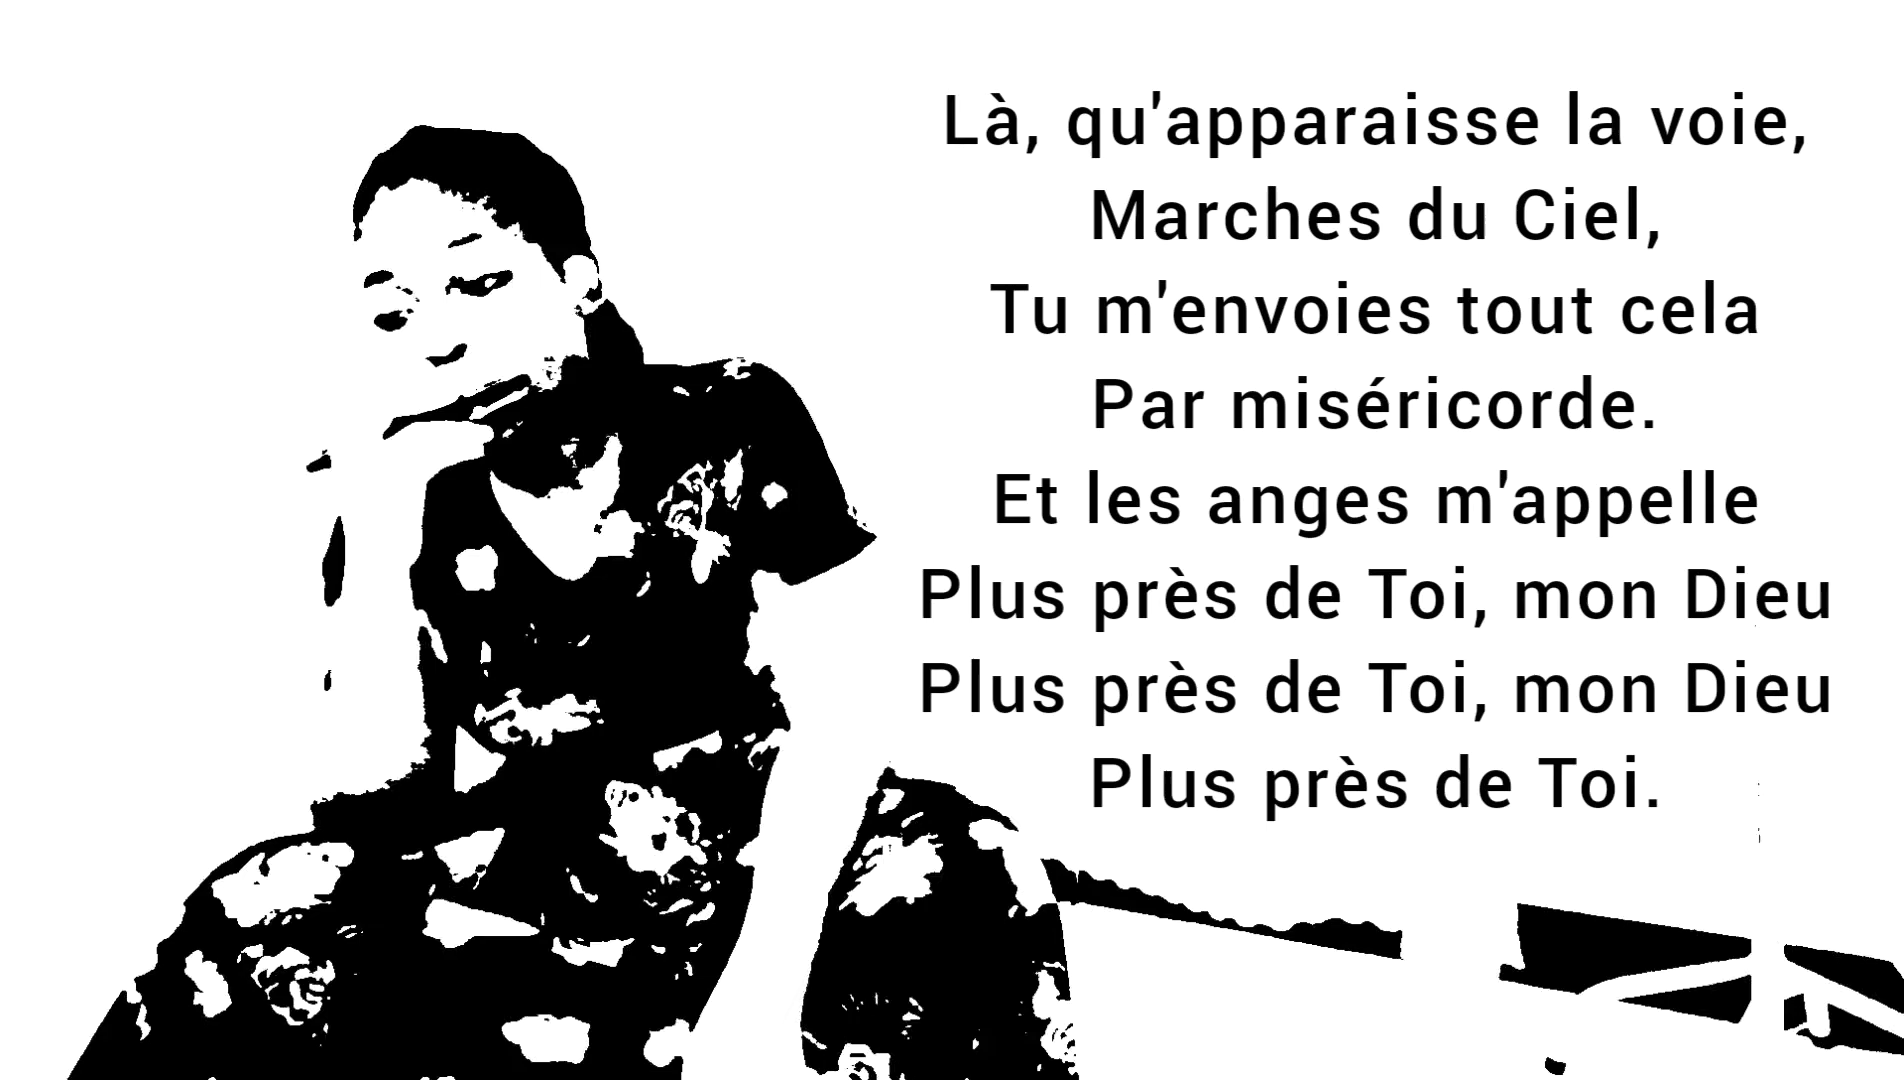 Là, qu'apparaisse la voie,
Marches du Ciel,
Tu m'envoies tout cela
Par miséricorde.
Et les anges m'appelle
Plus près de Toi, mon Dieu
Plus près de Toi, mon Dieu
Plus près de Toi.